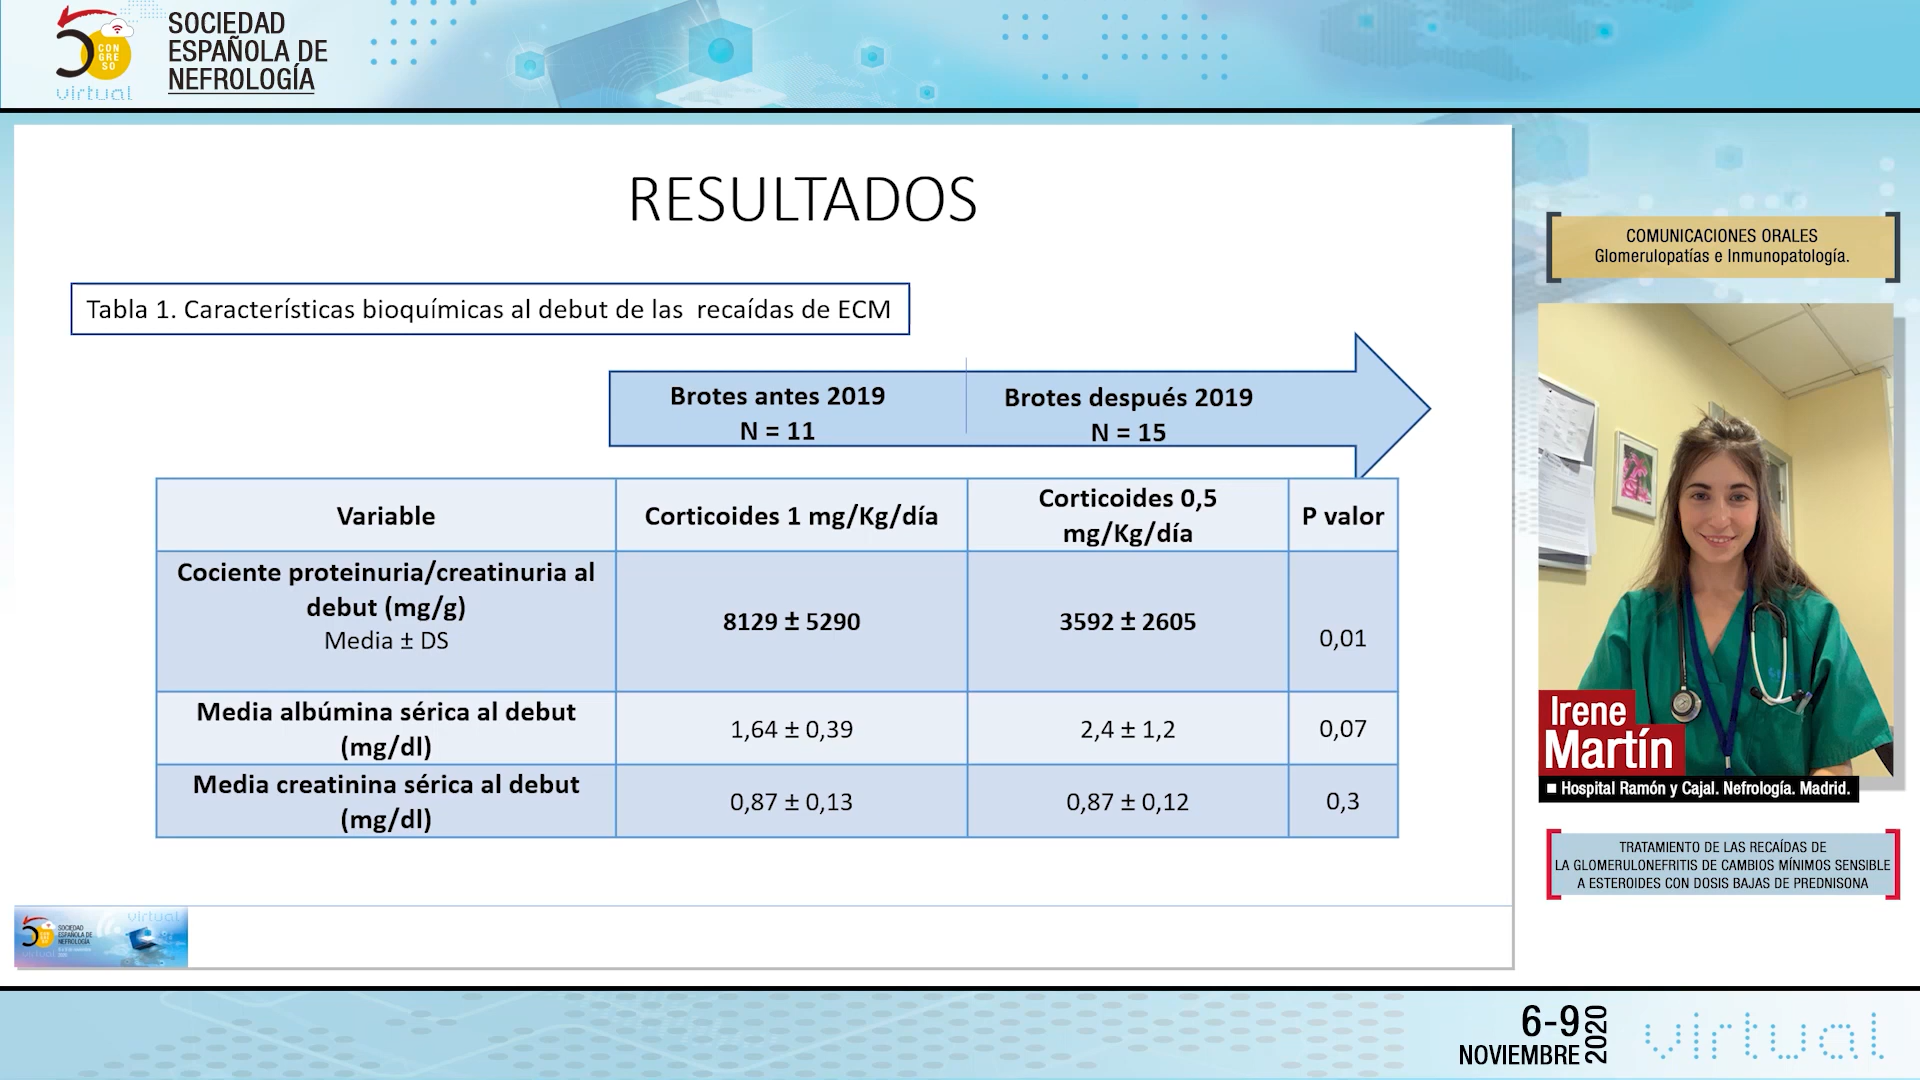 CON
GRE
SO
virtual
SOCIEDAD
ESPAÑOLA DE
NEFROLOGÍA
RESULTADOS
Tabla 1. Características bioquímicas al debut de las recaídas de ECM
Brotes antes 2019
N = 11
Brotes después 2019
N = 15
Variable
Corticoides 1 mg/Kg/día
Corticoides 0,5
mg/Kg/día
P valor
Cociente proteinuria/creatinuria al
debut (mg/g)
Media ± DS
8129 ± 5290
3592 ± 2605
0,01
Media albúmina sérica al debut
(mg/dl)
1,64 ± 0,39
2,4 ± 1,2
0,07
Media creatinina sérica al debut
(mg/dl)
0,87 ± 0,13
0,87 ± 0,12
0,3
virtual
SOCIEDAD
ESPAÑOLA DE
NEFROLOGÍA
COMUNICACIONES ORALES
Glomerulopatías e Inmunopatología.
Irene
Martín
Hospital Ramón y Cajal. Nefrología. Madrid.
TRATAMIENTO DE LAS RECAÍDAS DE
LA GLOMERULONEFRITIS DE CAMBIOS MÍNIMOS SENSIBLE
A ESTEROIDES CON DOSIS BAJAS DE PREDNISONA
6-9
NOVIEMBRE
2020
virtual